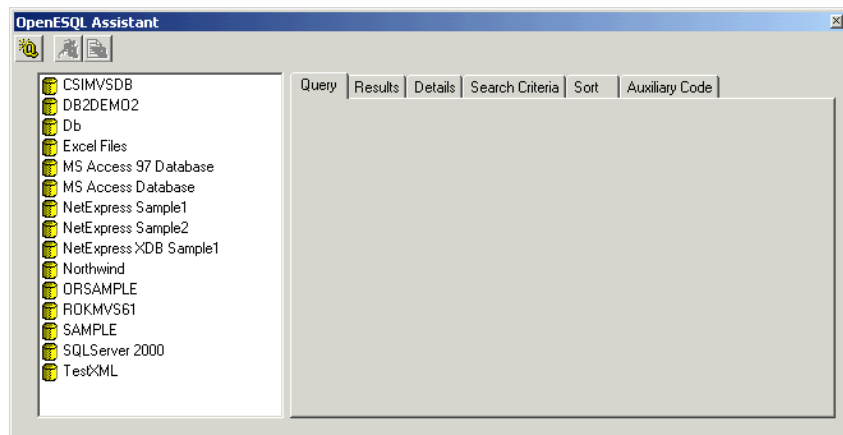 OpenESQL Assistant
CSIMVSDB
DB2DEMO2
Db
Excel Files
MS Access 97 Database
MS Access Database
NetExpress Sample1
NetExpress Sample2
NetExpress XDB Sample1
Northwind
ORSAMPLE
ROKMVS61
SAMPLE
SQLServer 2000
TestXML
Query Results Details Search Criteria Sort Auxiliary Code